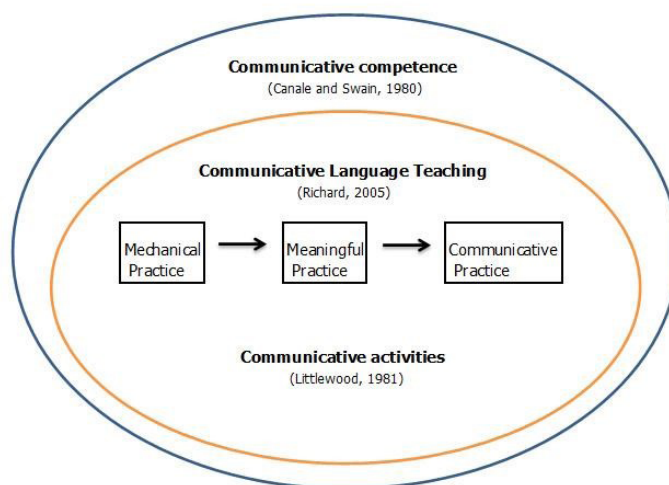 Communicative competence
(Canale and Swain, 1980)
Communicative Language Teaching
(Richard, 2005)
Mechanical
Practice
Meaningful
Practice
Communicative
Practice
Communicative activities
(Littlewood, 1981)